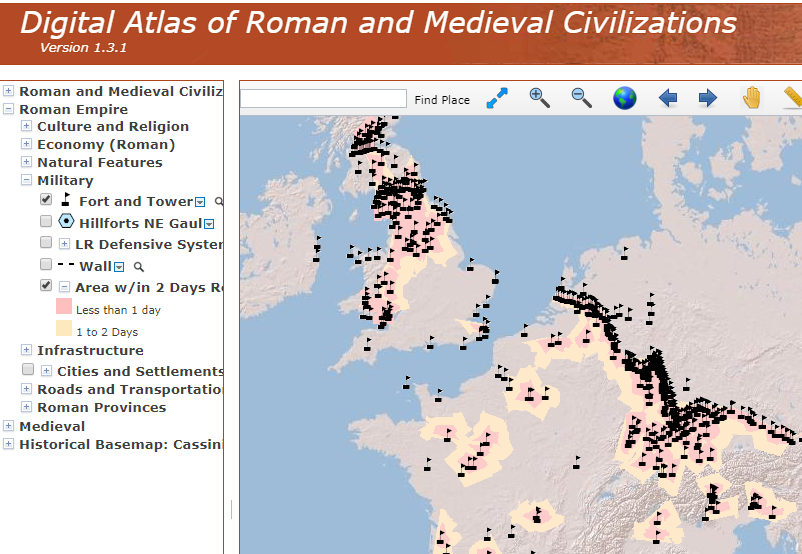 Digital Atlas of Roman and Medieval Civilizations
Version 1.3.1
Find Place
Roman and Medieval Civiliz
Roman Empire
Culture and Religion
Economy (Roman)
Natural Features
Military
Fort and Tower
Hillforts NE Gaul
LR Defensive System
Wall
Area w/in 2 Days R
Less than 1 day
1 to 2 Days
Infrastructure
Cities and Settlements
Roads and Transportatio
Roman Provinces
Medieval
Historical Basemap: Cassini